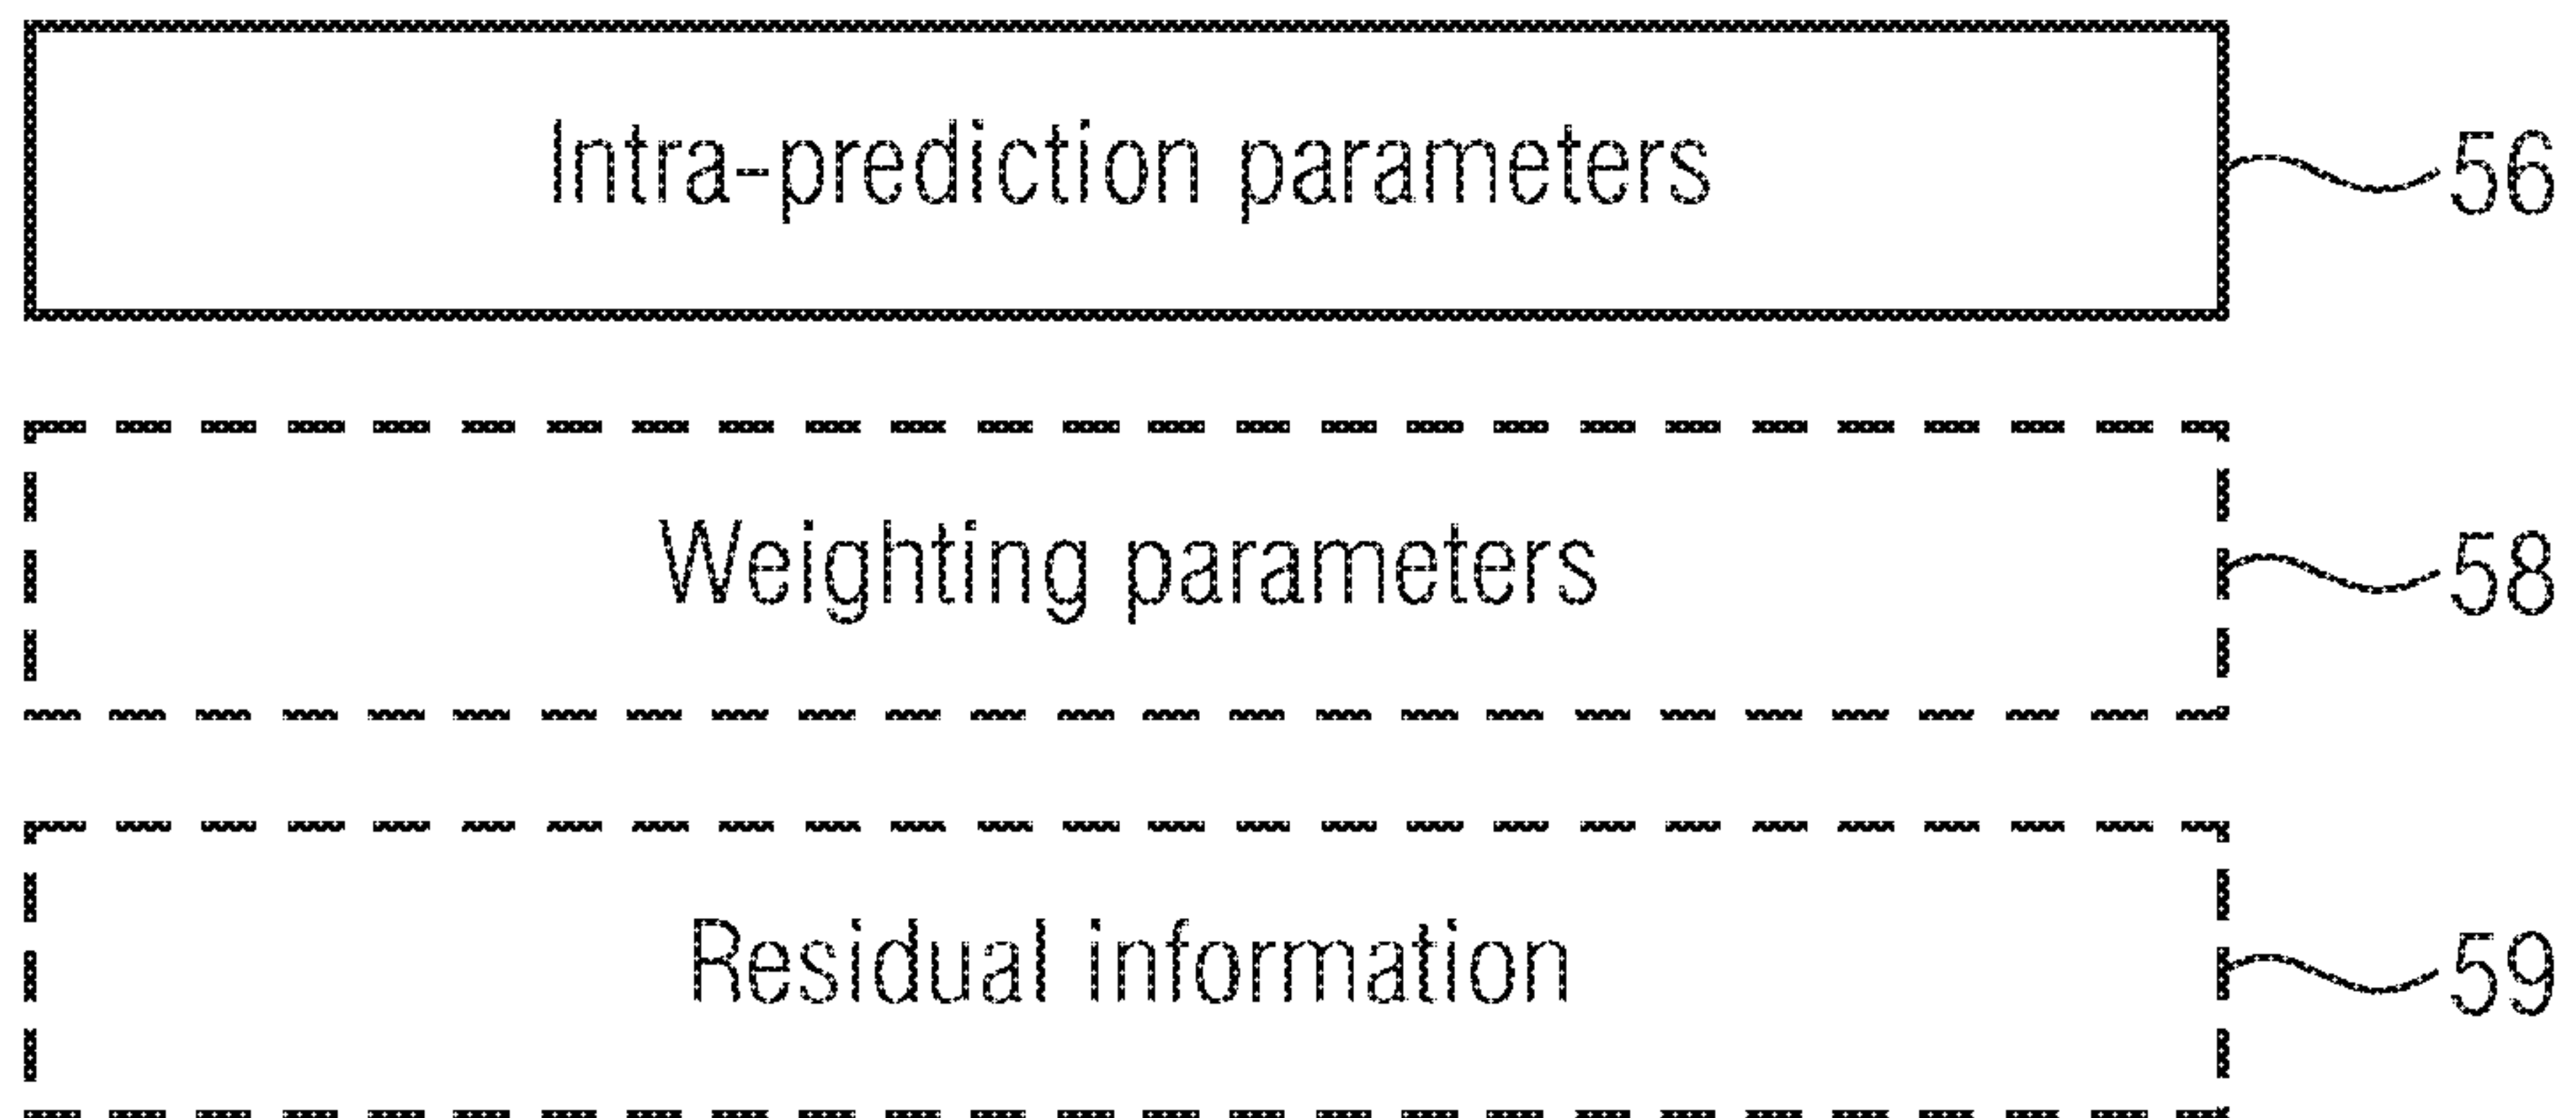 Intra-prediction parameters 56
Weighting parameters 58
Residual information 59